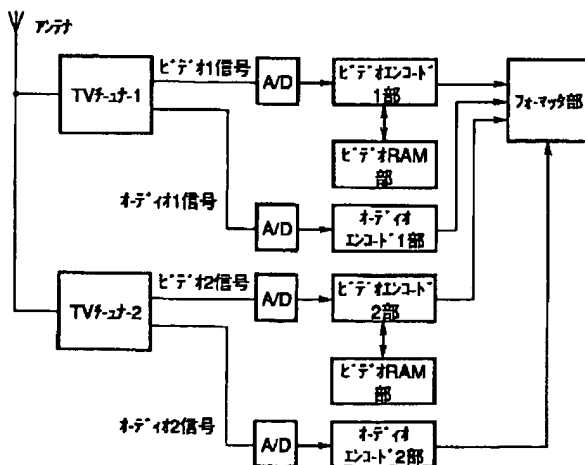 アンテナ
TVチューナー1
ビデオ1信号
A/D
ビデオエンコード
1部
フォーマッタ部
ビデオRAM
部
オーディオ1信号
A/D
オーディオ
エンコード1部
TVチューナー2
ビデオ2信号
A/D
ビデオエンコード
2部
ビデオRAM
部
オーディオ2信号
A/D
オーディオ
エンコード2部